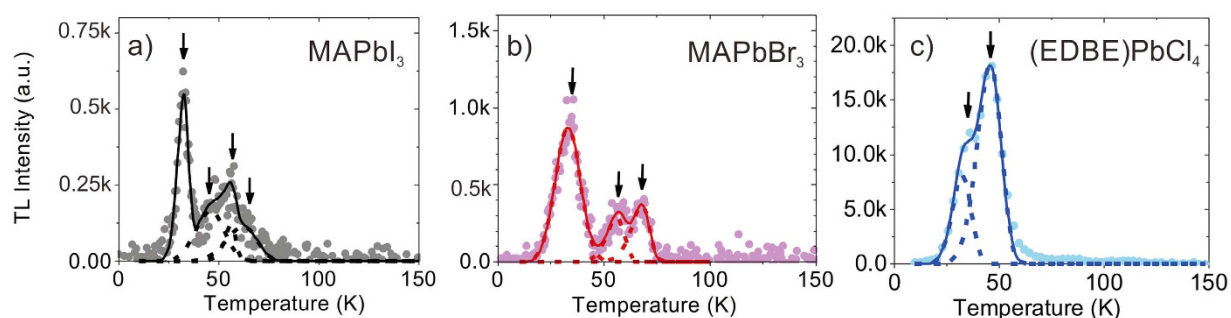 a) MAPbI₃
0.75k
0.5k
0.25k
0.00
0 50 100 150
Temperature (K)
TL Intensity (a.u.)
b) MAPbBr₃
1.5k
1.0k
0.5k
0.0
0 50 100 150
Temperature (K)
c) (EDBE)PbCl₄
20.0k
15.0k
10.0k
5.0k
0.00
0 50 100 150
Temperature (K)